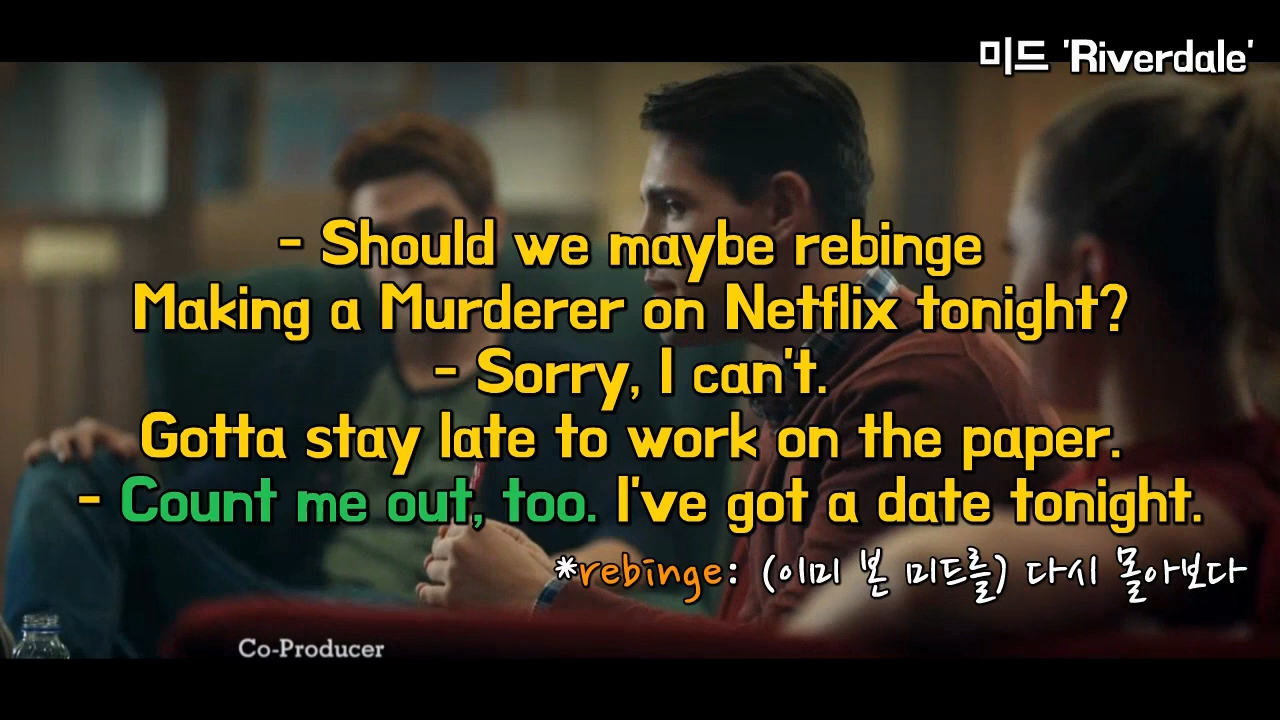 미드 'Riverdale'
- Should we maybe rebinge
Making a Murderer on Netflix tonight?
- Sorry, I can't.
Gotta stay late to work on the paper.
- Count me out, too. I've got a date tonight.
*rebinge: (이미 본 미드를) 다시 몰아보다
Co-Producer